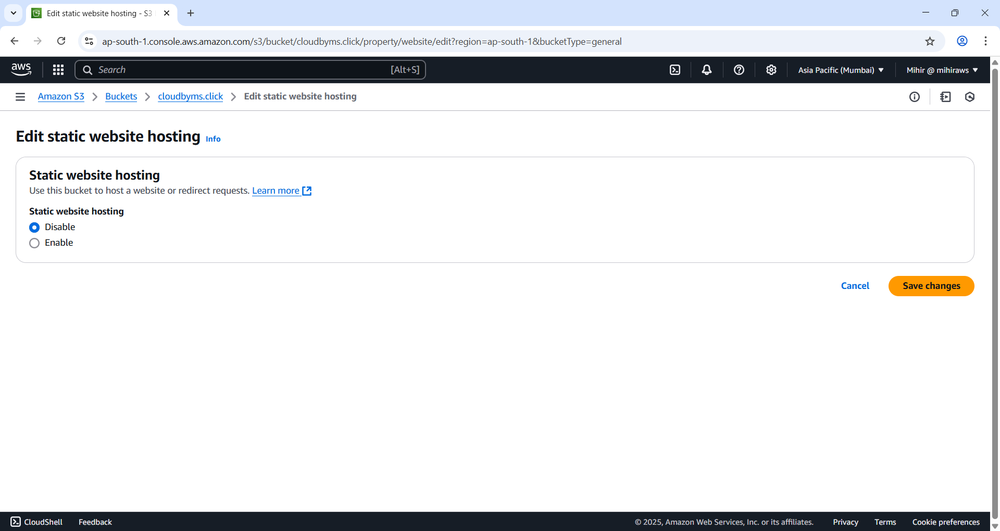 Edit static website hosting - S3
ap-south-1.console.aws.amazon.com/s3/bucket/cloudbyms.click/property/website/edit?region=ap-south-1&bucketType=general
aws Search [Alt+S] Asia Pacific (Mumbai) Mihir @ mihiraws
Amazon S3 Buckets cloudbyms.click Edit static website hosting
Edit static website hosting Info
Static website hosting
Use this bucket to host a website or redirect requests. Learn more
Static website hosting
Disable
Enable
Cancel Save changes
CloudShell Feedback © 2025, Amazon Web Services, Inc. or its affiliates. Privacy Terms Cookie preferences